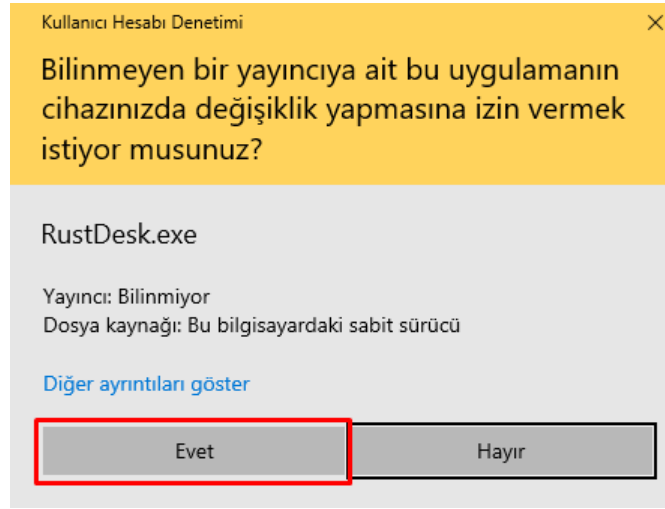 Kullanıcı Hesabı Denetimi
Bilinmeyen bir yayıncıya ait bu uygulamanın
cihazınızda değişiklik yapmasına izin vermek
istiyor musunuz?
RustDesk.exe
Yayıncı: Bilinmiyor
Dosya kaynağı: Bu bilgisayardaki sabit sürücü
Diğer ayrıntıları göster
Evet
Hayır